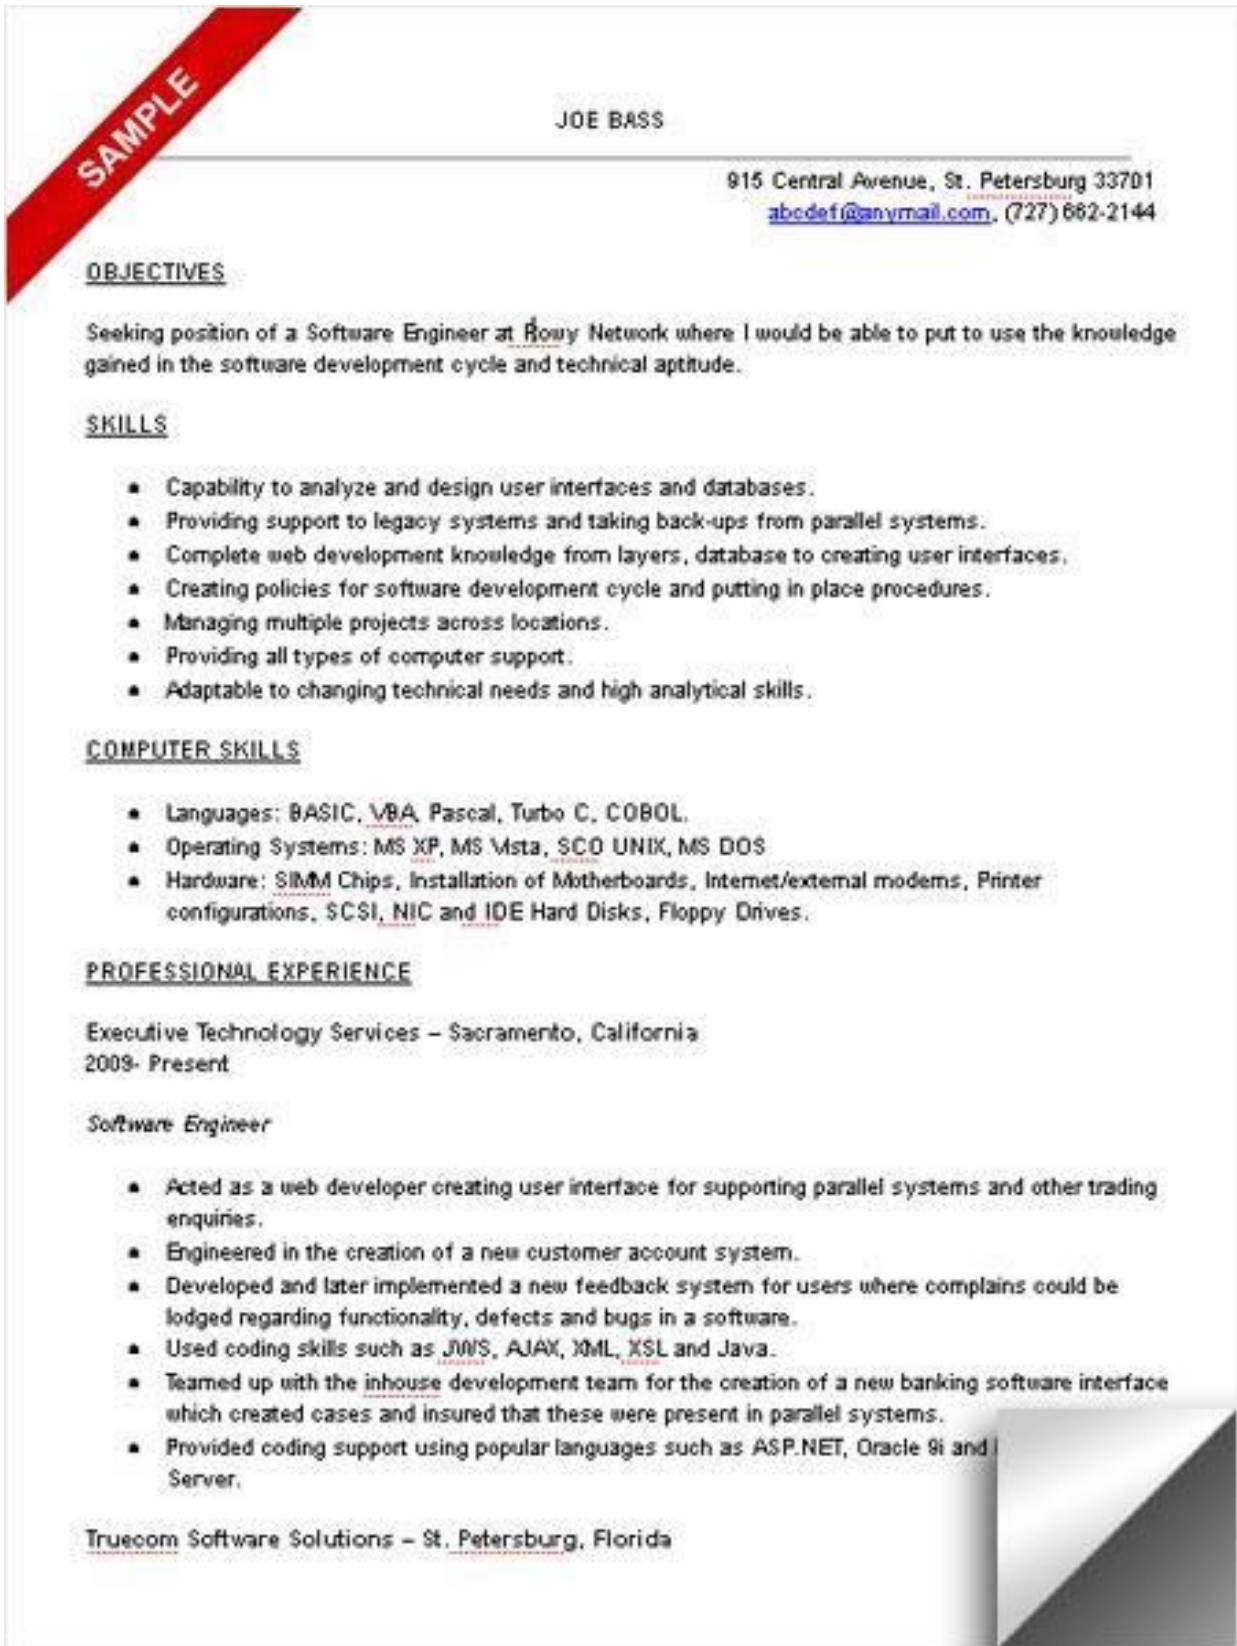 SAMPLE
JOE BASS
915 Central Avenue, St. Petersburg 33701
abcdef@anymail.com, (727) 662-2144
OBJECTIVES
Seeking position of a Software Engineer at Rowy Network where I would be able to put to use the knowledge
gained in the software development cycle and technical aptitude.
SKILLS
• Capability to analyze and design user interfaces and databases.
• Providing support to legacy systems and taking back-ups from parallel systems.
• Complete web development knowledge from layers, database to creating user interfaces.
• Creating policies for software development cycle and putting in place procedures.
• Managing multiple projects across locations.
• Providing all types of computer support.
• Adaptable to changing technical needs and high analytical skills.
COMPUTER SKILLS
• Languages: BASIC, VBA, Pascal, Turbo C, COBOL.
• Operating Systems: MS XP, MS Vista, SCO UNIX, MS DOS
• Hardware: SIMM Chips, Installation of Motherboards, Internet/external modems, Printer
configurations, SCSI, NIC and IDE Hard Disks, Floppy Drives.
PROFESSIONAL EXPERIENCE
Executive Technology Services – Sacramento, California
2009- Present
Software Engineer
• Acted as a web developer creating user interface for supporting parallel systems and other trading
enquiries.
• Engineered in the creation of a new customer account system.
• Developed and later implemented a new feedback system for users where complains could be
lodged regarding functionality, defects and bugs in a software.
• Used coding skills such as JWS, AJAX, XML, XSL and Java.
• Teamed up with the inhouse development team for the creation of a new banking software interface
which created cases and insured that these were present in parallel systems.
• Provided coding support using popular languages such as ASP.NET, Oracle 9i and
Server.
Truecom Software Solutions – St. Petersburg, Florida